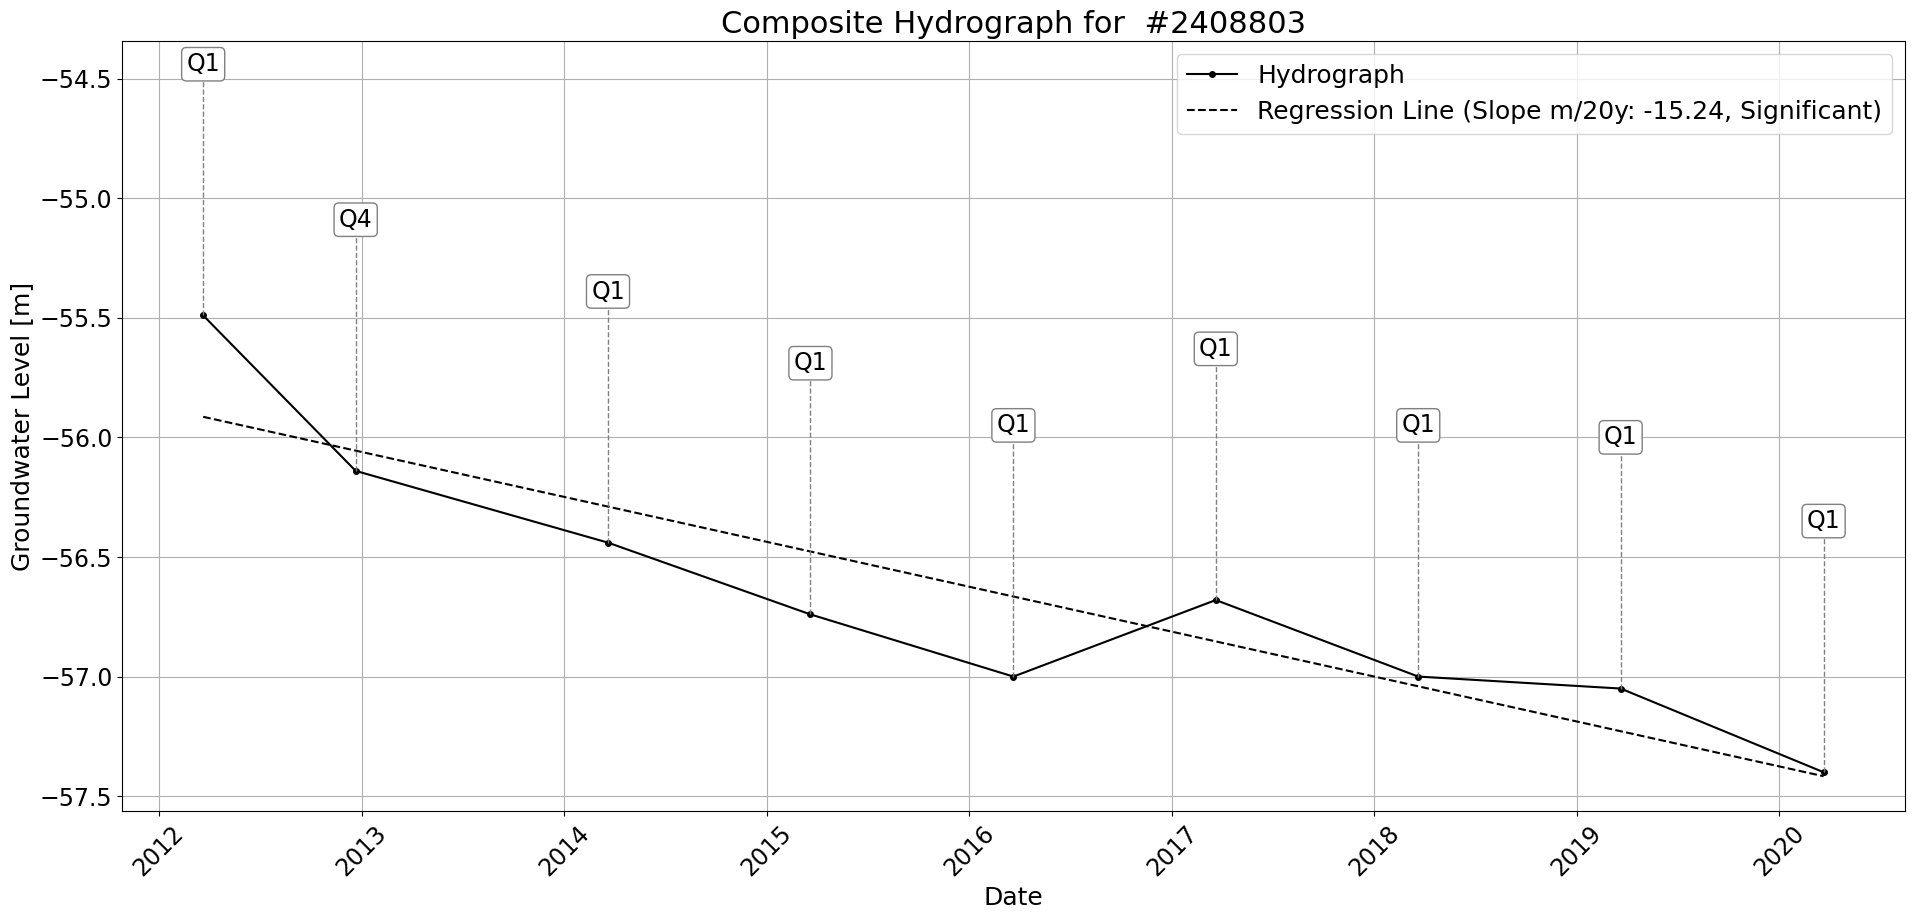 Composite Hydrograph for  #2408803
Hydrograph
Regression Line (Slope m/20y: -15.24, Significant)
Groundwater Level [m]
−54.5
−55.0
−55.5
−56.0
−56.5
−57.0
−57.5
Q1
Q4
Q1
Q1
Q1
Q1
Q1
Q1
Q1
2012
2013
2014
2015
2016
2017
2018
2019
2020
Date